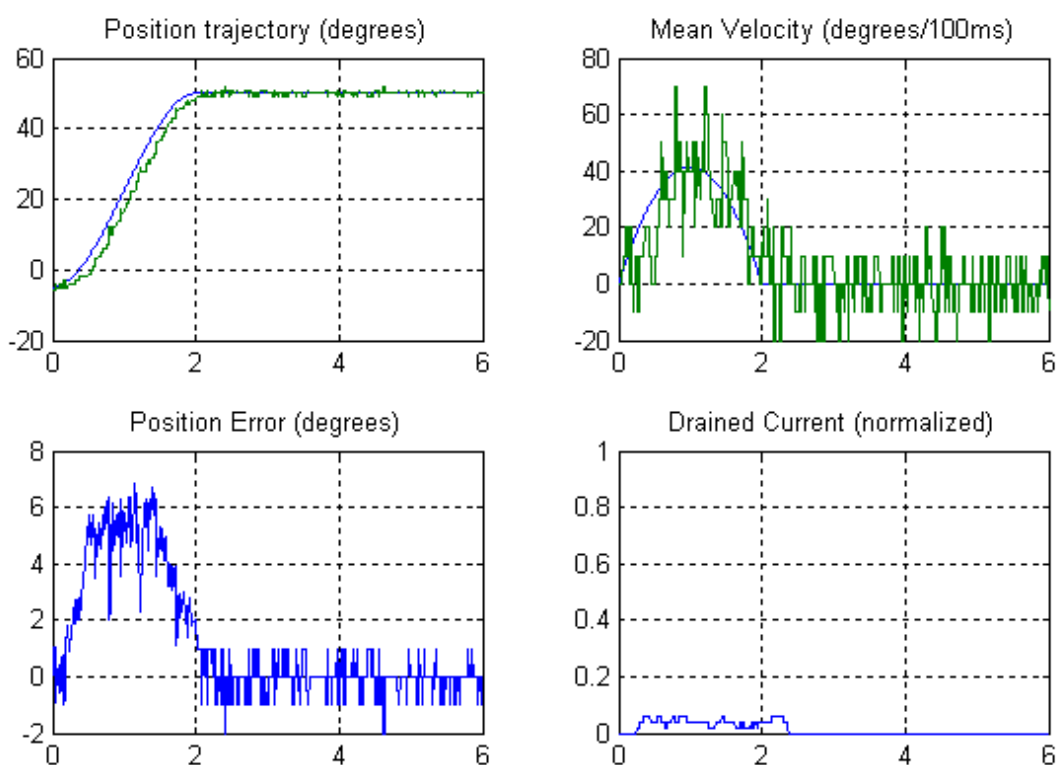 Position trajectory (degrees)
60
40
20
0
-20
0 2 4 6
Mean Velocity (degrees/100ms)
80
60
40
20
0
-20
0 2 4 6
Position Error (degrees)
8
6
4
2
0
-2
0 2 4 6
Drained Current (normalized)
1
0.8
0.6
0.4
0.2
0
0 2 4 6